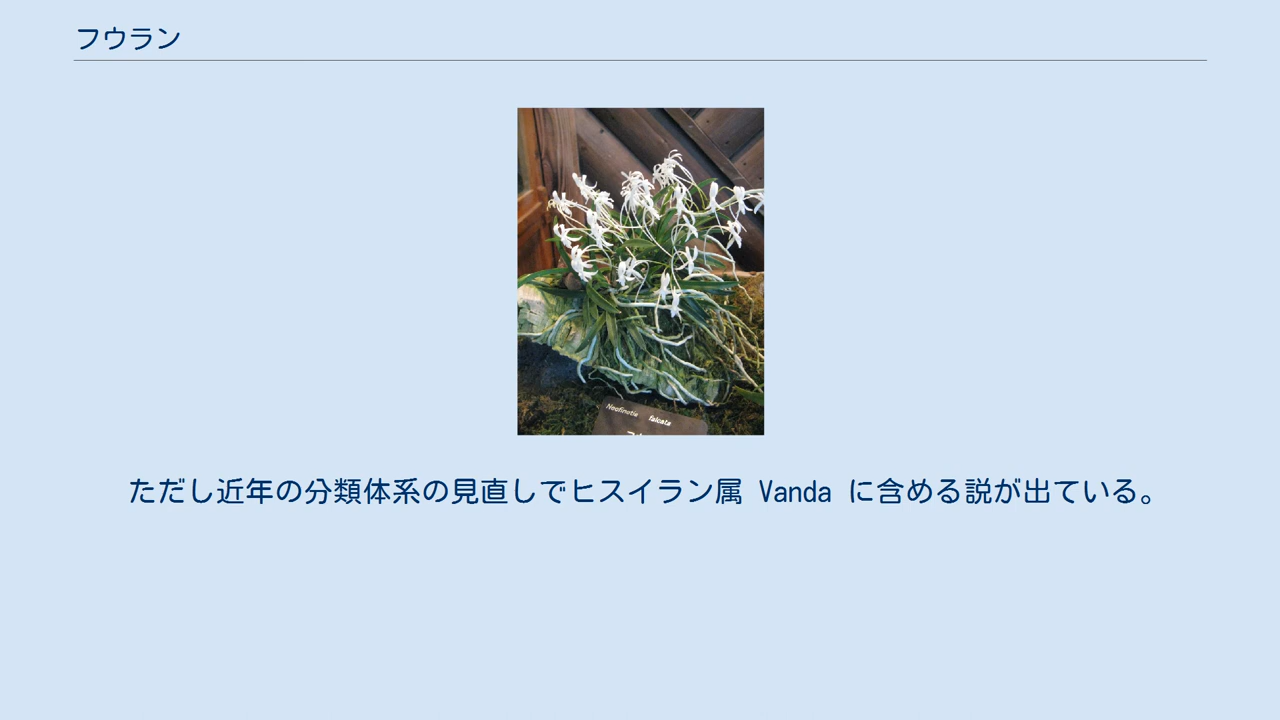 フウラン
Neofinetia falcata
ただし近年の分類体系の見直しでヒスイラン属 Vanda に含める説が出ている。